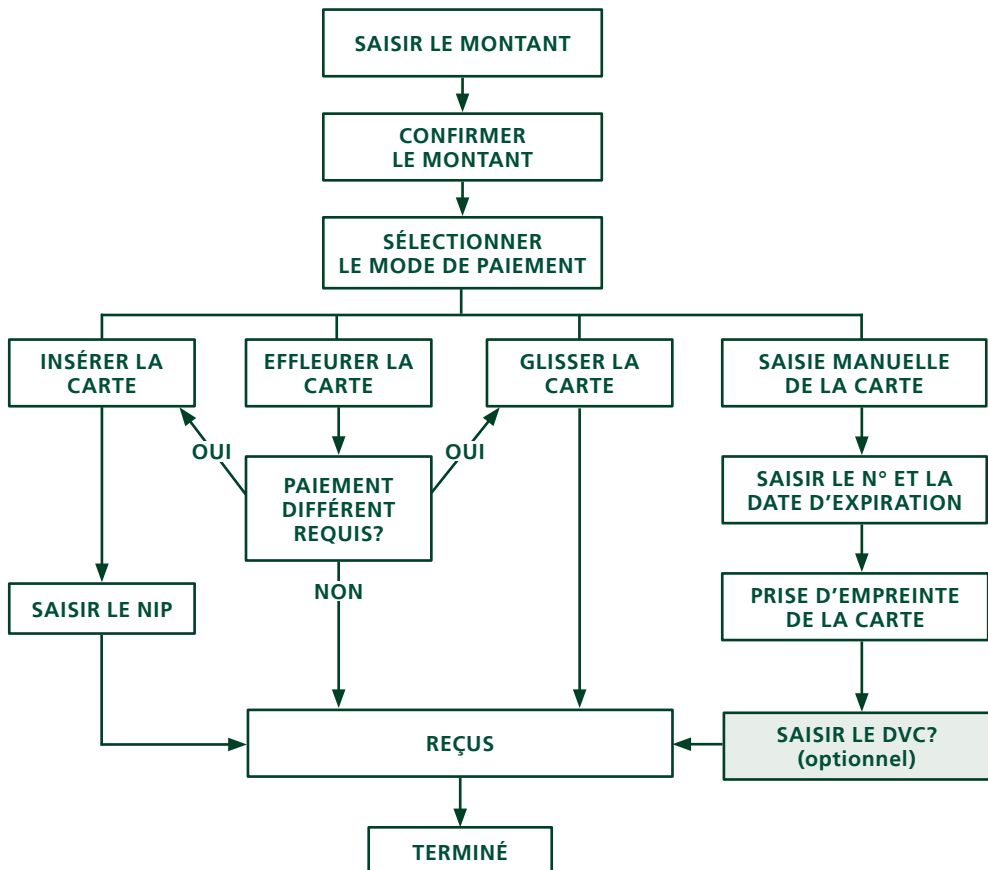 SAISIR LE MONTANT
CONFIRMER
LE MONTANT
SÉLECTIONNER
LE MODE DE PAIEMENT
INSÉRER LA
CARTE
EFFLEURER LA
CARTE
GLISSER LA
CARTE
SAISIE MANUELLE
DE LA CARTE
OUI
OUI
PAIEMENT
DIFFÉRENT
REQUIS?
SAISIR LE N° ET LA
DATE D’EXPIRATION
NON
SAISIR LE NIP
PRISE D’EMPREINTE
DE LA CARTE
REÇUS
SAISIR LE DVC?
(optionnel)
TERMINÉ